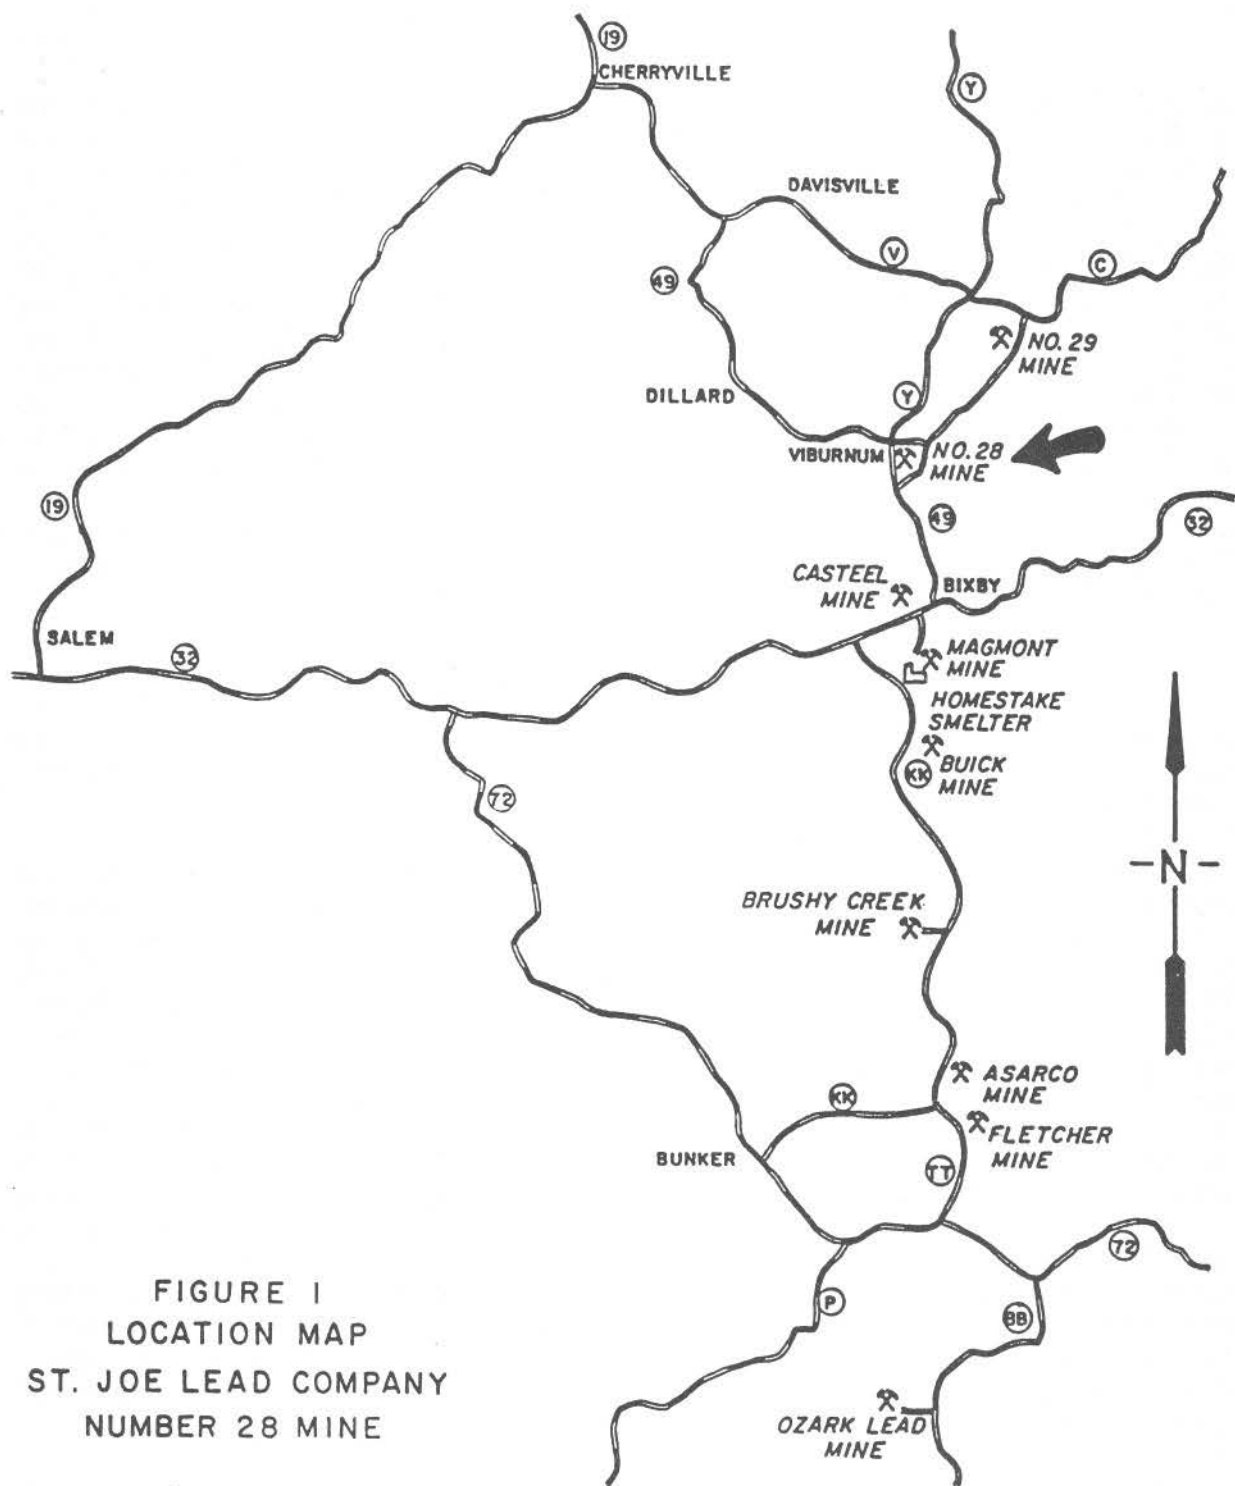 19
CHERRYVILLE
Y
DAVISVILLE
V
C
49
NO. 29
MINE
DILLARD
Y
VIBURNUM
NO. 28
MINE
19
49
32
CASTEEL
MINE
BIXBY
SALEM
32
MAGMONT
MINE
HOMESTAKE
SMELTER
KK
BUICK
MINE
72
-N-
BRUSHY CREEK
MINE
ASARCO
MINE
KK
FLETCHER
MINE
BUNKER
TT
72
P
BB
FIGURE 1
LOCATION MAP
ST. JOE LEAD COMPANY
NUMBER 28 MINE
OZARK LEAD
MINE